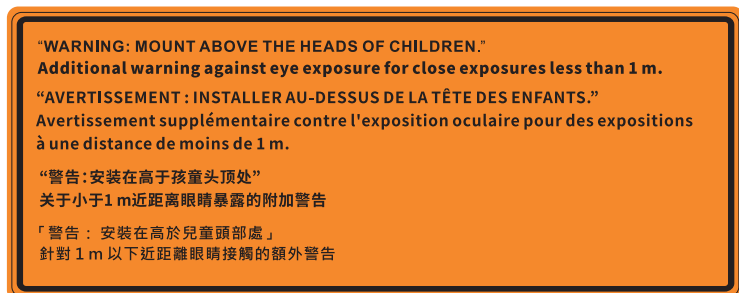 “WARNING: MOUNT ABOVE THE HEADS OF CHILDREN.”
Additional warning against eye exposure for close exposures less than 1 m.
“AVERTISSEMENT : INSTALLER AU-DESSUS DE LA TÊTE DES ENFANTS.”
Avertissement supplémentaire contre l'exposition oculaire pour des expositions
à une distance de moins de 1 m.
“警告:安装在高于孩童头顶处”
关于小于1 m近距离眼睛暴露的附加警告
「警告： 安裝在高於兒童頭部處」
針對 1 m 以下近距離眼睛接觸的額外警告